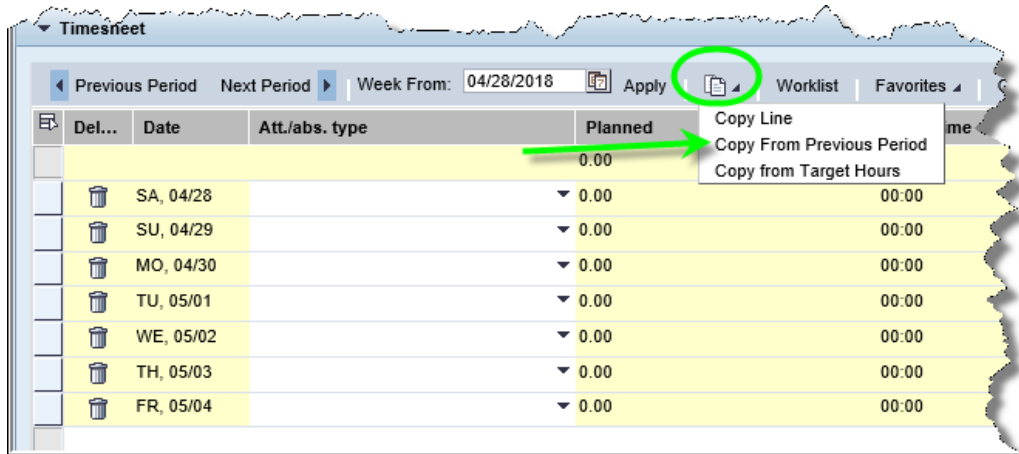 Timesheet
Previous Period Next Period Week From: 04/28/2018 Apply Worklist Favorites
Copy Line
Copy From Previous Period
Copy from Target Hours
Del... Date Att./abs. type Planned me
0.00
SA, 04/28 0.00 00:00
SU, 04/29 0.00 00:00
MO, 04/30 0.00 00:00
TU, 05/01 0.00 00:00
WE, 05/02 0.00 00:00
TH, 05/03 0.00 00:00
FR, 05/04 0.00 00:00